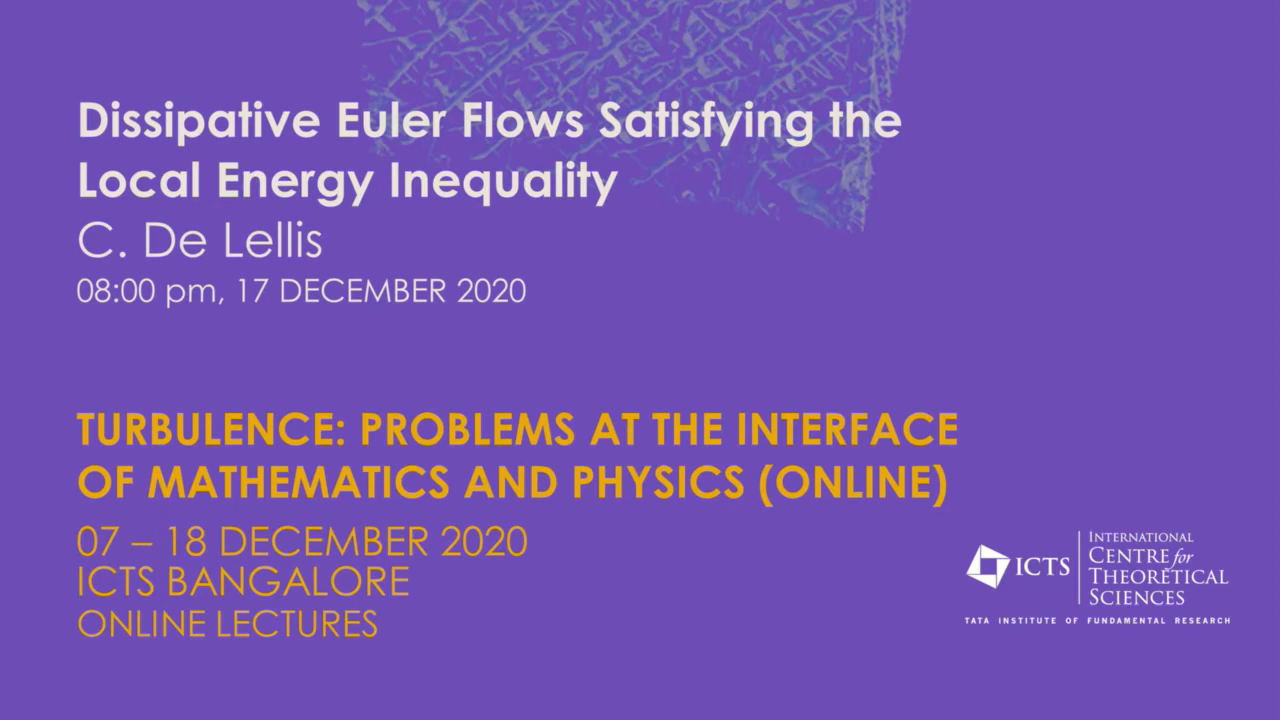 Dissipative Euler Flows Satisfying the
Local Energy Inequality
C. De Lellis
08:00 pm, 17 DECEMBER 2020
TURBULENCE: PROBLEMS AT THE INTERFACE
OF MATHEMATICS AND PHYSICS (ONLINE)
07 – 18 DECEMBER 2020
ICTS BANGALORE
ONLINE LECTURES
ICTS
INTERNATIONAL
CENTRE for
THEORETICAL
SCIENCES
TATA INSTITUTE OF FUNDAMENTAL RESEARCH